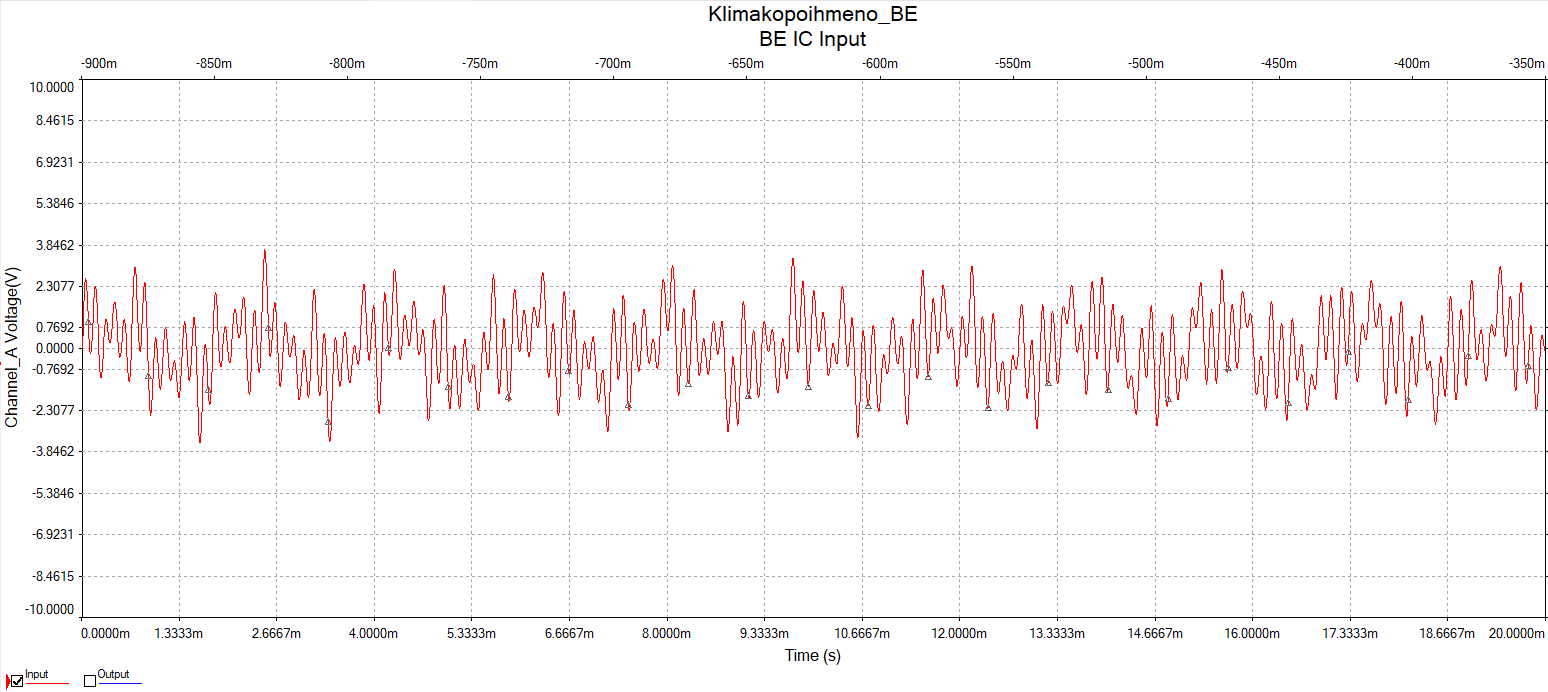 Klimakopoihmeno_BE
BE IC Input
-900m -850m -800m -750m -700m -650m -600m -550m -500m -450m -400m -350m
10.0000
8.4615
6.9231
5.3846
3.8462
2.3077
0.7692
0.0000
-0.7692
-2.3077
-3.8462
-5.3846
-6.9231
-8.4615
-10.0000
Channel_A Voltage(V)
0.0000m 1.3333m 2.6667m 4.0000m 5.3333m 6.6667m 8.0000m 9.3333m 10.6667m 12.0000m 13.3333m 14.6667m 16.0000m 17.3333m 18.6667m 20.0000m
Time (s)
Input Output